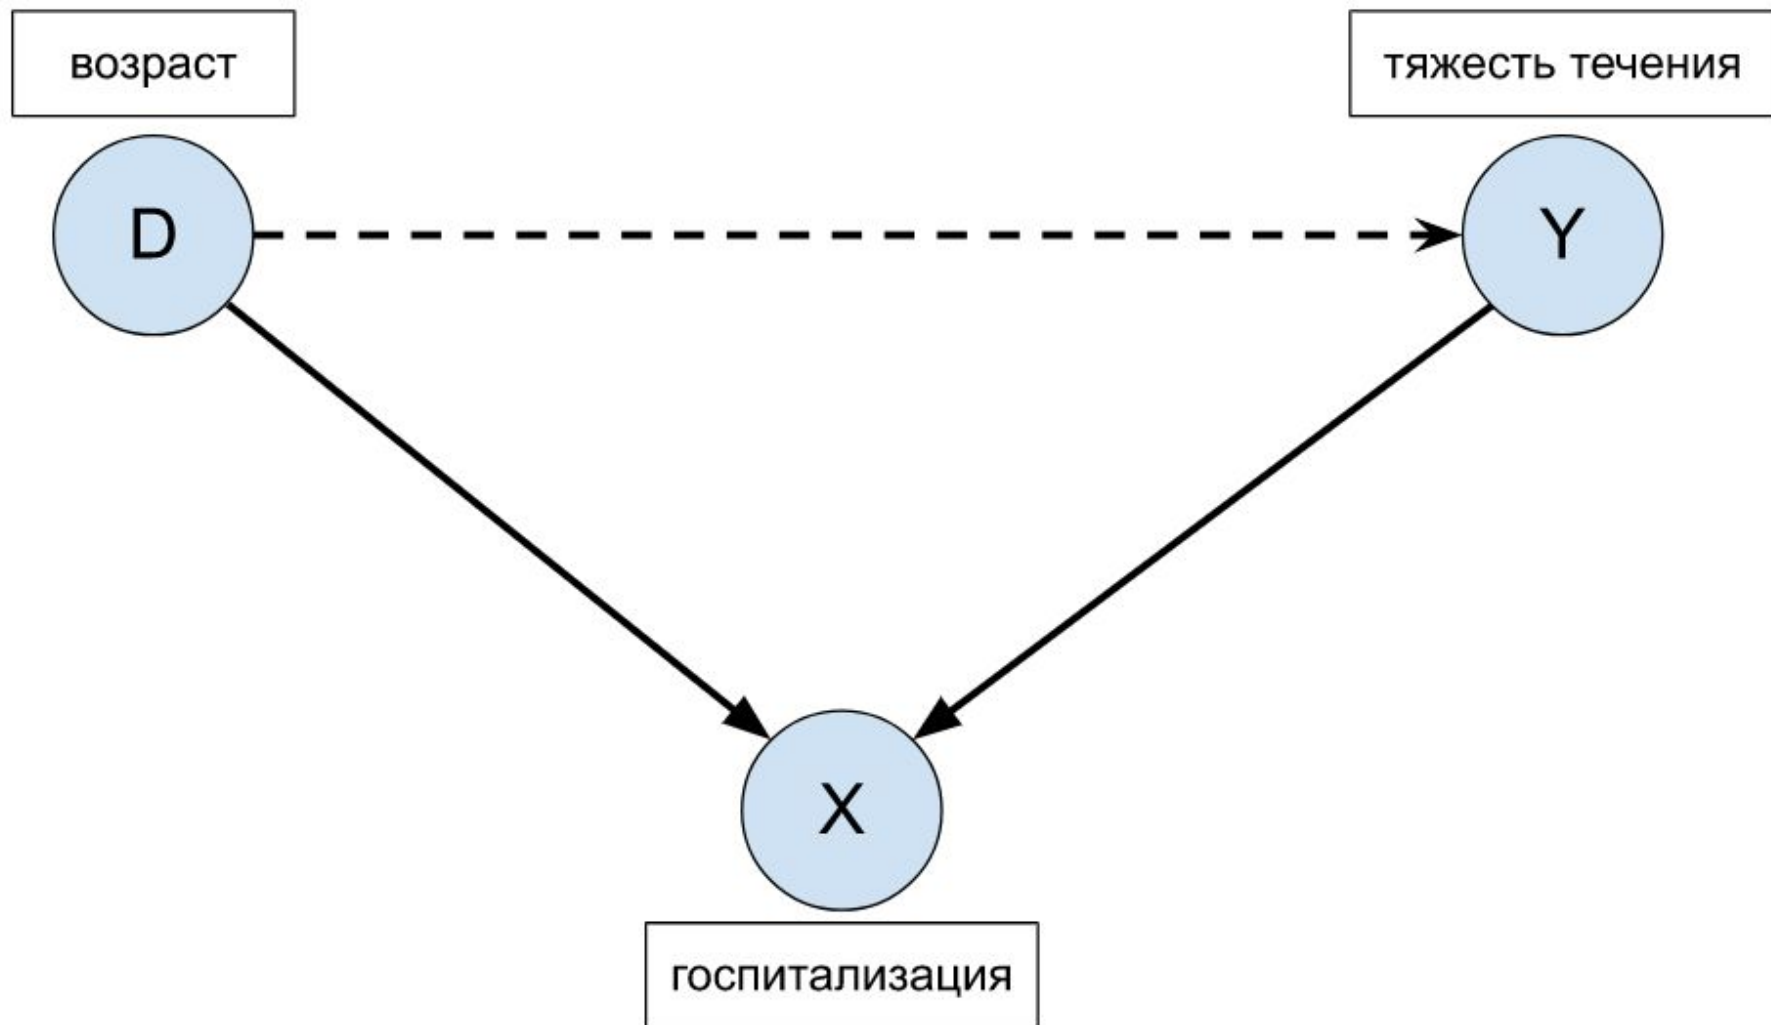 возраст
тяжесть течения
D
Y
X
госпитализация